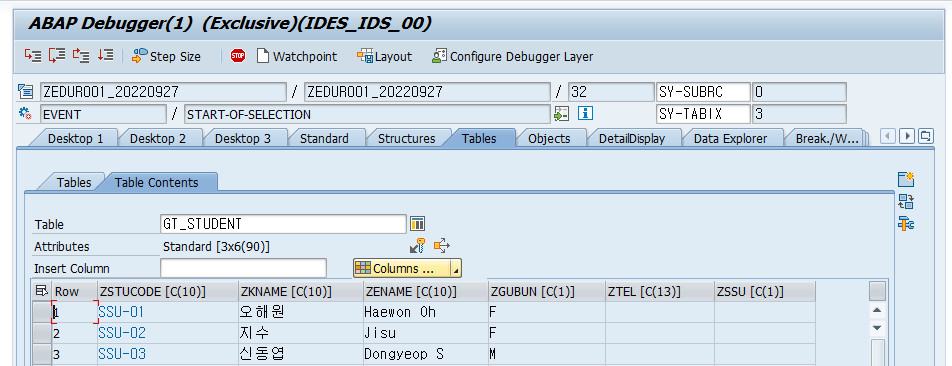 ABAP Debugger(1) (Exclusive)(IDES_IDS_00)
Step Size STOP Watchpoint Layout Configure Debugger Layer
ZEDUR001_20220927 / ZEDUR001_20220927 / 32 SY-SUBRC 0
EVENT / START-OF-SELECTION SY-TABIX 3
Desktop 1 Desktop 2 Desktop 3 Standard Structures Tables Objects DetailDisplay Data Explorer Break./W...
Tables Table Contents
Table GT_STUDENT
Attributes Standard [3x6(90)]
Insert Column Columns ...
Row ZSTUCODE [C(10)] ZKNAME [C(10)] ZENAME [C(10)] ZGUBUN [C(1)] ZTEL [C(13)] ZSSU [C(1)]
1 SSU-01 오해원 Haewon Oh F
2 SSU-02 지수 Jisu F
3 SSU-03 신동엽 Dongyeop S M